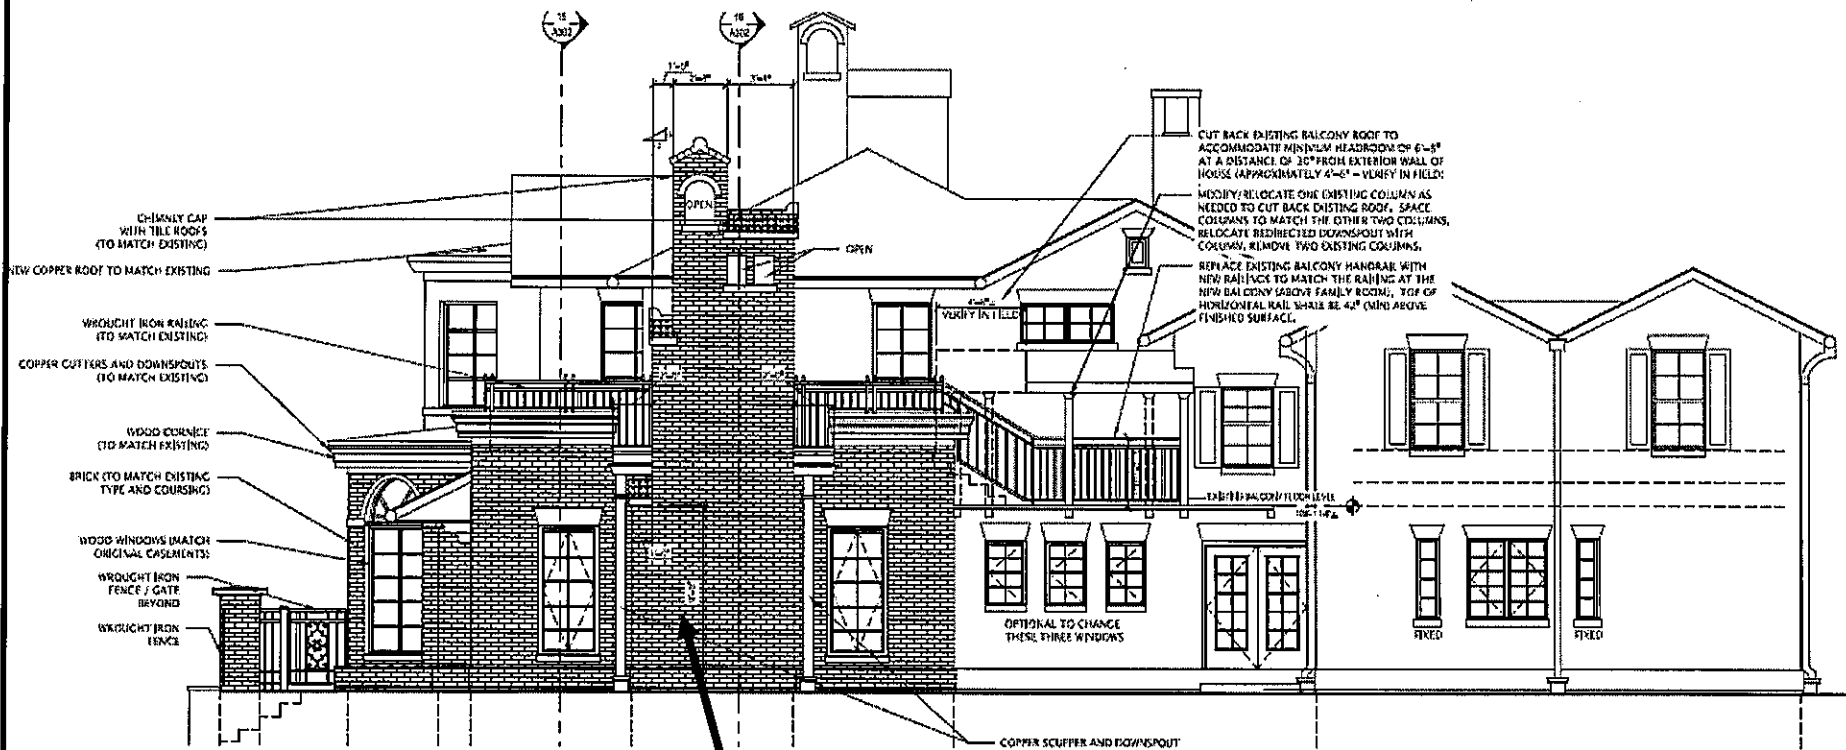 OPEN
OPEN
CHIMNEY CAP
WITH TILE ROOFS
(TO MATCH EXISTING)
NEW COPPER ROOF TO MATCH EXISTING
WROUGHT IRON RAILING
(TO MATCH EXISTING)
COPPER GUTTERS AND DOWNSPOUTS
(TO MATCH EXISTING)
WOOD CORNICE
(TO MATCH EXISTING)
BRICK (TO MATCH EXISTING
TYPE AND COURSING)
WOOD WINDOWS (MATCH
ORIGINAL CASEMENTS)
WROUGHT IRON
FENCE / GATE
BEYOND
WROUGHT IRON
FENCE
CUT BACK EXISTING BALCONY ROOF TO
ACCOMMODATE MINIMUM HEADROOM OF 6'-8"
AT A DISTANCE OF 30" FROM EXTERIOR WALL OF
HOUSE (APPROXIMATELY 4'-6" - VERIFY IN FIELD)
MODIFY/RELOCATE ONE EXISTING COLUMN AS
NEEDED TO CUT BACK EXISTING ROOF. SPACE
COLUMNS TO MATCH THE OTHER TWO COLUMNS.
RELOCATE REDIRECTED DOWNSPOUT WITH
COLUMN. REMOVE TWO EXISTING COLUMNS.
REPLACE EXISTING BALCONY HANDRAIL WITH
NEW RAILINGS TO MATCH THE RAILING AT THE
NEW BALCONY (ABOVE FAMILY ROOM). TOP OF
HORIZONTAL RAIL SHALL BE 42" (MIN) ABOVE
FINISHED SURFACE.
VERIFY IN FIELD
EXISTING BALCONY FLOOR LEVEL
OPTIONAL TO CHANGE
THESE THREE WINDOWS
FIXED
FIXED
COPPER SCUPPER AND DOWNSPOUT